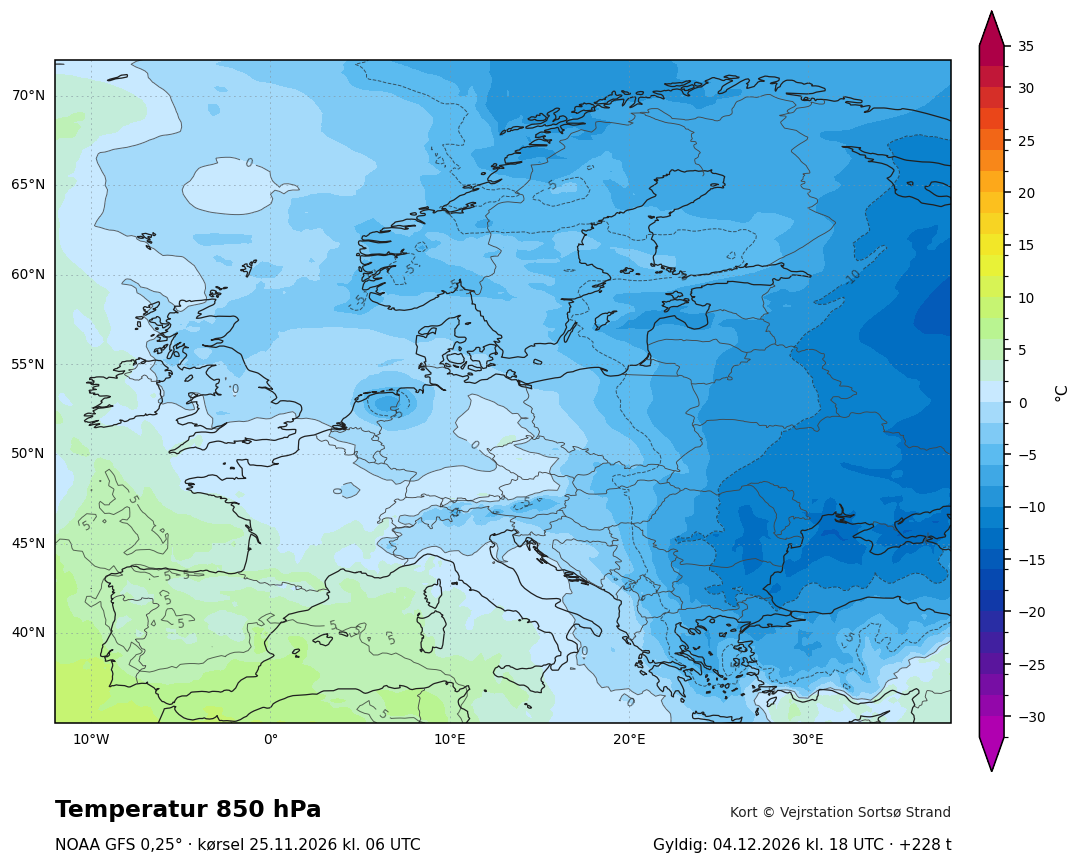 70°N
65°N
60°N
55°N
50°N
45°N
40°N
10°W
0°
10°E
20°E
30°E
35
30
25
20
15
10
5
0
−5
−10
−15
−20
−25
−30
°C
Temperatur 850 hPa
Kort © Vejrstation Sortsø Strand
NOAA GFS 0,25° · kørsel 25.11.2026 kl. 06 UTC
Gyldig: 04.12.2026 kl. 18 UTC · +228 t